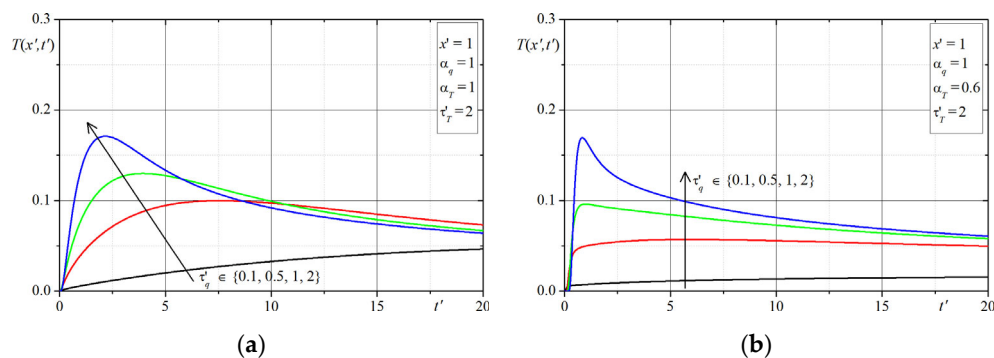 0.3
T(x′,t′)
0.2
0.1
0.0
0
5
10
15
20
t′
x' = 1
α_q = 1
α_T = 1
τ'_T = 2
τ'_q ∈ {0.1, 0.5, 1, 2}
(a)
0.3
T(x′,t′)
0.2
0.1
0.0
0
5
10
15
20
t′
x' = 1
α_q = 1
α_T = 0.6
τ'_T = 2
τ'_q ∈ {0.1, 0.5, 1, 2}
(b)